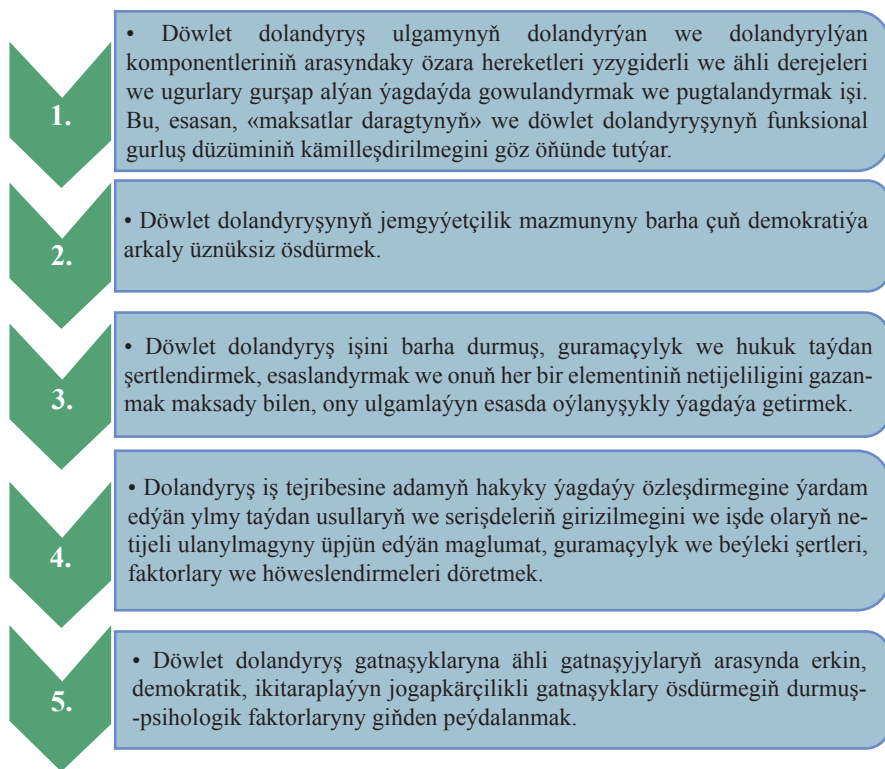 1.
• Döwlet dolandyryş ulgamynyň dolandyrýan we dolandyrylýan
komponentleriniň arasyndaky özara hereketleri yzygiderli we ähli derejeleri
we ugurlary gurşap alýan ýagdaýda gowulandyrmak we pugtalandyrmak işi.
Bu, esasan, «maksatlar daragtynyň» we döwlet dolandyryşynyň funksional
gurluş düzüminiň kämilleşdirilmegini göz öňünde tutýar.
2.
• Döwlet dolandyryşynyň jemgyýetçilik mazmunyny barha çuň demokratiýa
arkaly üznüksiz ösdürmek.
3.
• Döwlet dolandyryş işini barha durmuş, guramaçylyk we hukuk taýdan
şertlendirmek, esaslandyrmak we onuň her bir elementiniň netijeliligini gazan-
mak maksady bilen, ony ulgamlaýyn esasda oýlanyşykly ýagdaýa getirmek.
4.
• Dolandyryş iş tejribesine adamyň hakyky ýagdaýy özleşdirmegine ýardam
edýän ylmy taýdan usullaryň we serişdeleriň girizilmegini we işde olaryň ne-
tijeli ulanylmagyny üpjün edýän maglumat, guramaçylyk we beýleki şertleri,
faktorlary we höweslendirmeleri döretmek.
5.
• Döwlet dolandyryş gatnaşyklaryna ähli gatnaşyjylaryň arasynda erkin,
demokratik, ikitaraplaýyn jogapkärçilikli gatnaşyklary ösdürmegiň durmuş-
-psihologik faktorlaryny giňden peýdalanmak.